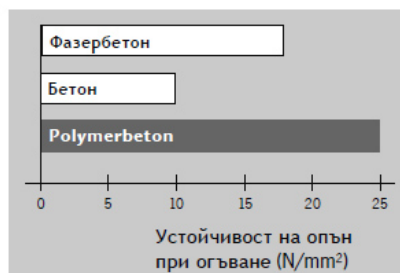 Фазербетон
Бетон
Polymerbeton
0 5 10 15 20 25
Устойчивост на опън
при огъване (N/mm²)